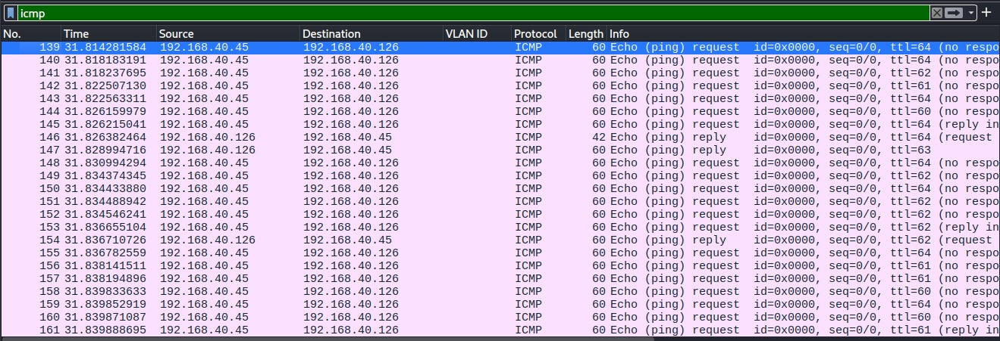 icmp
No. Time Source Destination VLAN ID Protocol Length Info
139 31.814281584 192.168.40.45 192.168.40.126 ICMP 60 Echo (ping) request id=0x0000, seq=0/0, ttl=64 (no respo
140 31.818183191 192.168.40.45 192.168.40.126 ICMP 60 Echo (ping) request id=0x0000, seq=0/0, ttl=64 (no respo
141 31.818237695 192.168.40.45 192.168.40.126 ICMP 60 Echo (ping) request id=0x0000, seq=0/0, ttl=62 (no respo
142 31.822507130 192.168.40.45 192.168.40.126 ICMP 60 Echo (ping) request id=0x0000, seq=0/0, ttl=61 (no respo
143 31.822563311 192.168.40.45 192.168.40.126 ICMP 60 Echo (ping) request id=0x0000, seq=0/0, ttl=64 (no respo
144 31.826159979 192.168.40.45 192.168.40.126 ICMP 60 Echo (ping) request id=0x0000, seq=0/0, ttl=60 (no respo
145 31.826215041 192.168.40.45 192.168.40.126 ICMP 60 Echo (ping) request id=0x0000, seq=0/0, ttl=64 (reply in
146 31.826382464 192.168.40.126 192.168.40.45 ICMP 42 Echo (ping) reply id=0x0000, seq=0/0, ttl=64 (request
147 31.828994716 192.168.40.126 192.168.40.45 ICMP 60 Echo (ping) reply id=0x0000, seq=0/0, ttl=63
148 31.830994294 192.168.40.45 192.168.40.126 ICMP 60 Echo (ping) request id=0x0000, seq=0/0, ttl=64 (no respo
149 31.834374345 192.168.40.45 192.168.40.126 ICMP 60 Echo (ping) request id=0x0000, seq=0/0, ttl=62 (no respo
150 31.834433880 192.168.40.45 192.168.40.126 ICMP 60 Echo (ping) request id=0x0000, seq=0/0, ttl=64 (no respo
151 31.834488942 192.168.40.45 192.168.40.126 ICMP 60 Echo (ping) request id=0x0000, seq=0/0, ttl=62 (no respo
152 31.834546241 192.168.40.45 192.168.40.126 ICMP 60 Echo (ping) request id=0x0000, seq=0/0, ttl=62 (no respo
153 31.836655104 192.168.40.45 192.168.40.126 ICMP 60 Echo (ping) request id=0x0000, seq=0/0, ttl=62 (reply in
154 31.836710726 192.168.40.126 192.168.40.45 ICMP 60 Echo (ping) reply id=0x0000, seq=0/0, ttl=62 (request
155 31.836782559 192.168.40.45 192.168.40.126 ICMP 60 Echo (ping) request id=0x0000, seq=0/0, ttl=64 (no respo
156 31.838141511 192.168.40.45 192.168.40.126 ICMP 60 Echo (ping) request id=0x0000, seq=0/0, ttl=61 (no respo
157 31.838194896 192.168.40.45 192.168.40.126 ICMP 60 Echo (ping) request id=0x0000, seq=0/0, ttl=61 (no respo
158 31.839833633 192.168.40.45 192.168.40.126 ICMP 60 Echo (ping) request id=0x0000, seq=0/0, ttl=60 (no respo
159 31.839852919 192.168.40.45 192.168.40.126 ICMP 60 Echo (ping) request id=0x0000, seq=0/0, ttl=64 (no respo
160 31.839871087 192.168.40.45 192.168.40.126 ICMP 60 Echo (ping) request id=0x0000, seq=0/0, ttl=60 (no respo
161 31.839888695 192.168.40.45 192.168.40.126 ICMP 60 Echo (ping) request id=0x0000, seq=0/0, ttl=61 (reply in